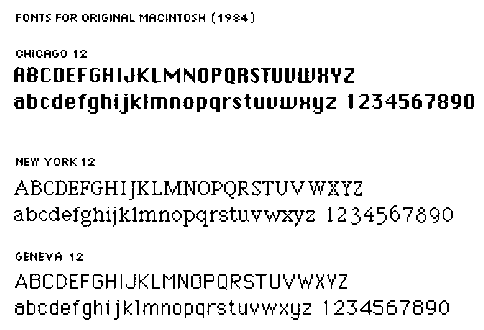 FONTS FOR ORIGINAL MACINTOSH (1984)
CHICAGO 12
ABCDEFGHIJKLMNOPQRSTUVWXYZ
abcdefghijklmnopqrstuvwxyz 1234567890
NEW YORK 12
ABCDEFGHIJKLMNOPQRSTUVWXYZ
abcdefghijklmnopqrstuvwxyz 1234567890
GENEVA 12
ABCDEFGHIJKLMNOPQRSTUVWXYZ
abcdefghijklmnopqrstuvwxyz 1234567890